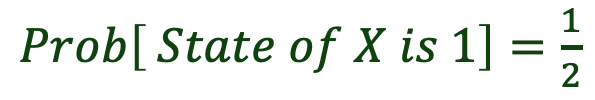 Prob[ State of X is 1] = 1/2